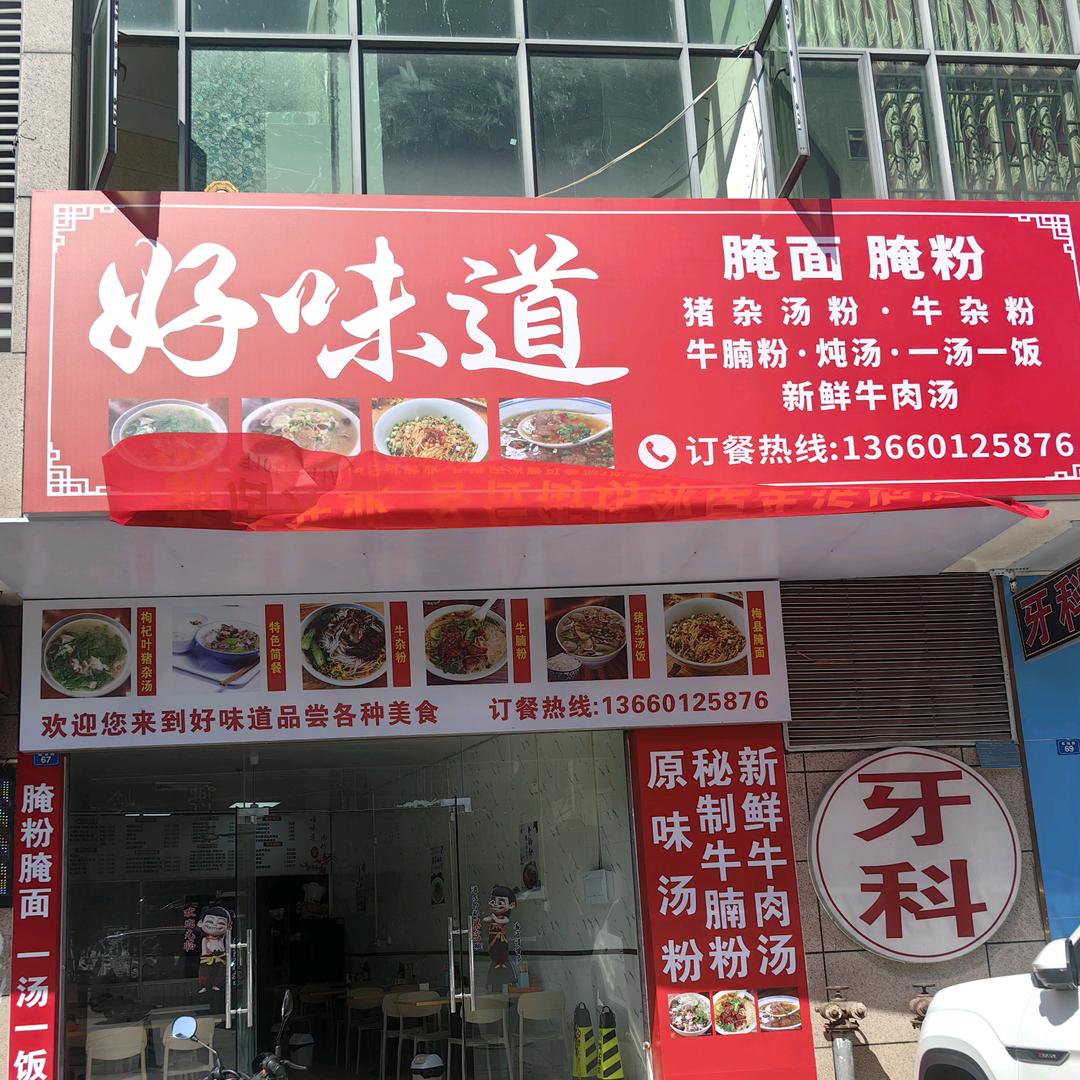 好味道
腌面 腌粉
猪杂汤粉·牛杂粉
牛腩粉·炖汤·一汤一饭
新鲜牛肉汤
订餐热线:13660125876
枸杞叶猪杂汤
特色简餐
牛杂粉
牛腩粉
猪杂汤饭
梅县腌面
欢迎您来到好味道品尝各种美食
订餐热线:13660125876
67
腌粉腌面 一汤一饭
新鲜牛肉汤
秘制牛腩粉
原味汤粉
牙科
牙科
69